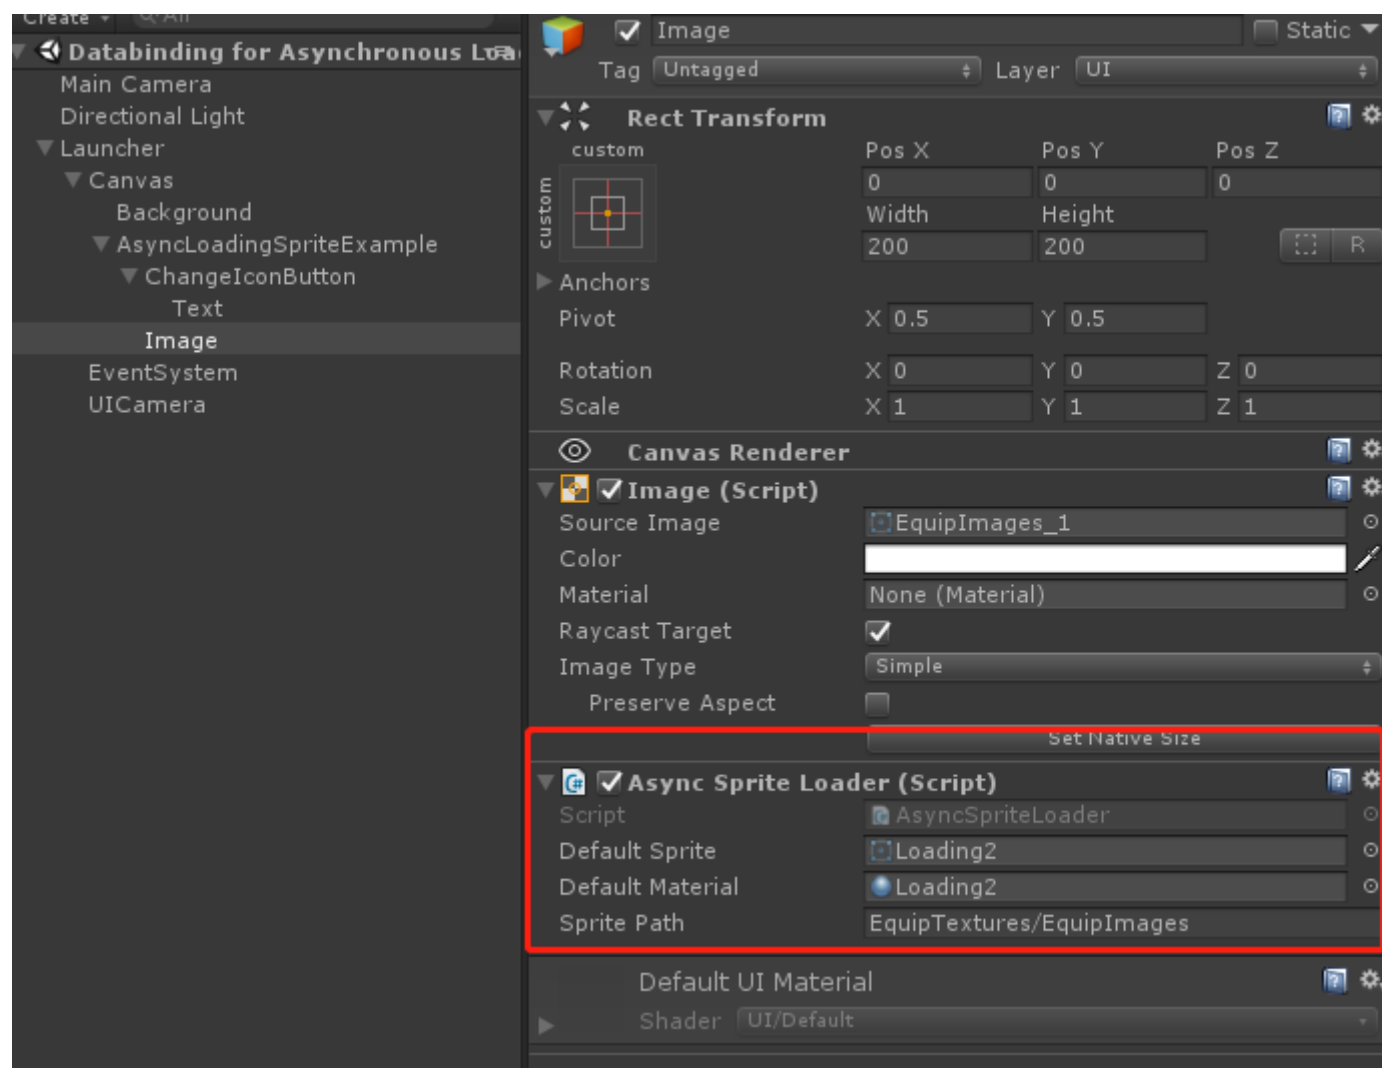 Create
All
Databinding for Asynchronous Loa
Main Camera
Directional Light
Launcher
Canvas
Background
AsyncLoadingSpriteExample
ChangeIconButton
Text
Image
EventSystem
UICamera
Image
Static
Tag Untagged Layer UI
Rect Transform
custom
custom
Pos X Pos Y Pos Z
0 0 0
Width Height
200 200
R
Anchors
Pivot X 0.5 Y 0.5
Rotation X 0 Y 0 Z 0
Scale X 1 Y 1 Z 1
Canvas Renderer
Image (Script)
Source Image EquipImages_1
Color
Material None (Material)
Raycast Target
Image Type Simple
Preserve Aspect
Set Native Size
Async Sprite Loader (Script)
Script AsyncSpriteLoader
Default Sprite Loading2
Default Material Loading2
Sprite Path EquipTextures/EquipImages
Default UI Material
Shader UI/Default